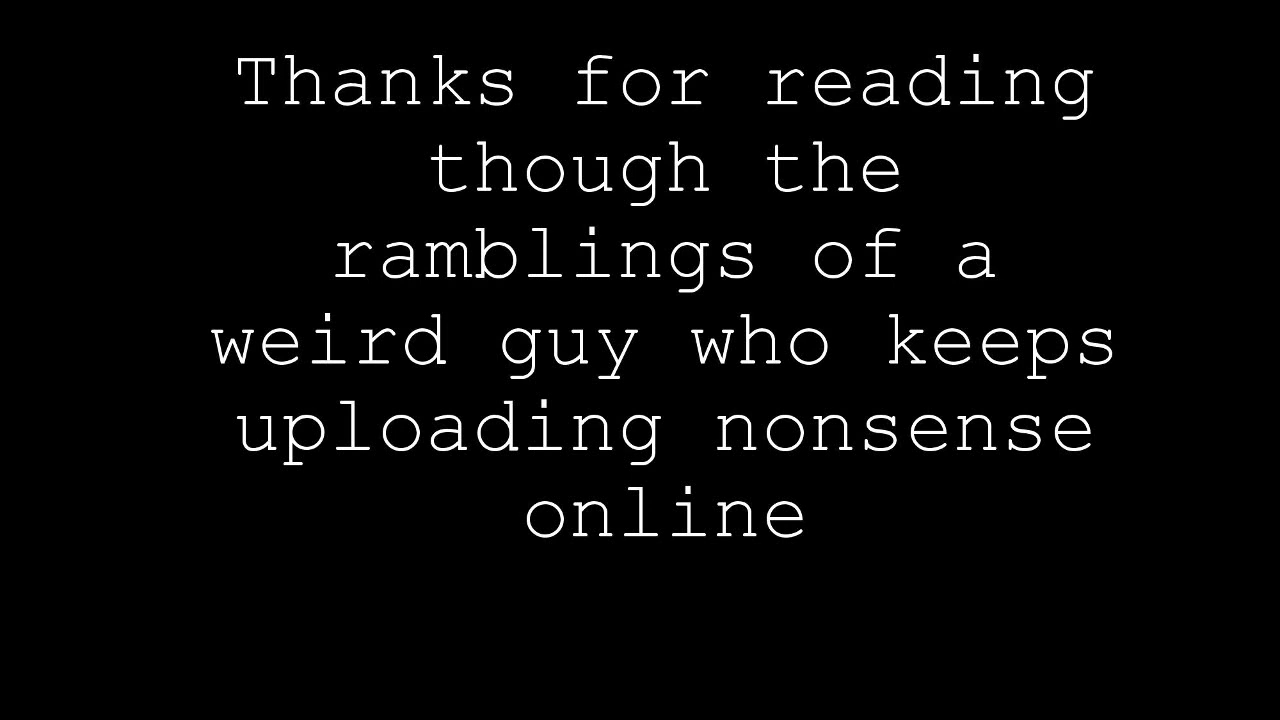 Thanks for reading
though the
ramblings of a
weird guy who keeps
uploading nonsense
online